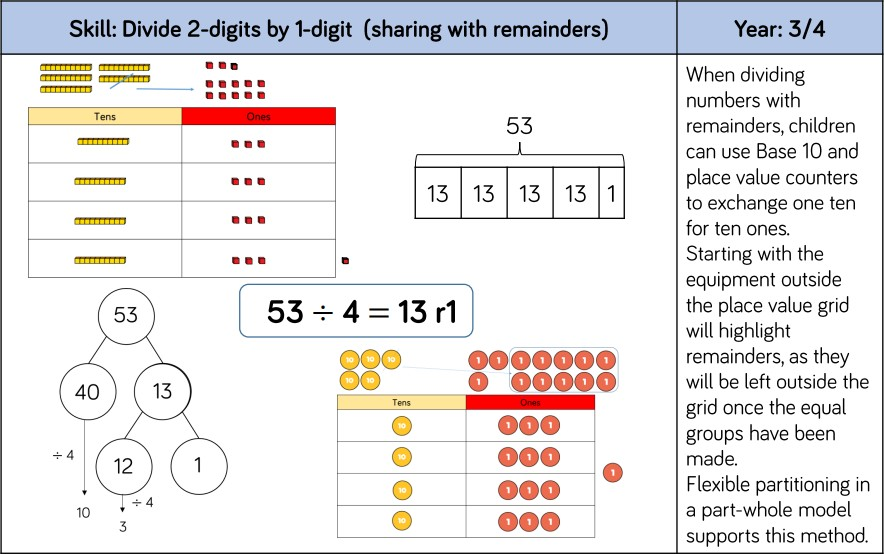 Skill: Divide 2-digits by 1-digit (sharing with remainders)
Year: 3/4
Tens
Ones
53
13 13 13 13 1
53 ÷ 4 = 13 r1
53
40 13
÷ 4
12 1
10
÷ 4
3
10 10 10
10 10
1 1 1 1 1 1 1
1 1 1 1 1 1
Tens
Ones
10 1 1 1
10 1 1 1
1
10 1 1 1
10 1 1 1
When dividing
numbers with
remainders, children
can use Base 10 and
place value counters
to exchange one ten
for ten ones.
Starting with the
equipment outside
the place value grid
will highlight
remainders, as they
will be left outside the
grid once the equal
groups have been
made.
Flexible partitioning in
a part-whole model
supports this method.